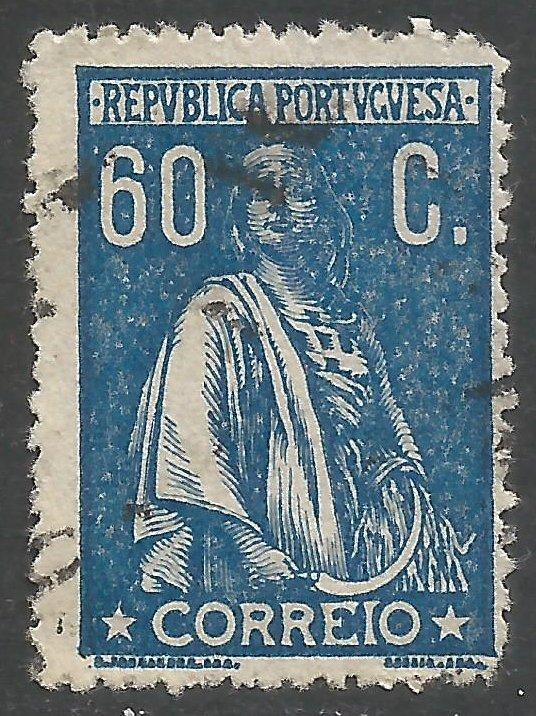 ·REPVBLICA PORTVGVESA·
60 C.
CORREIO